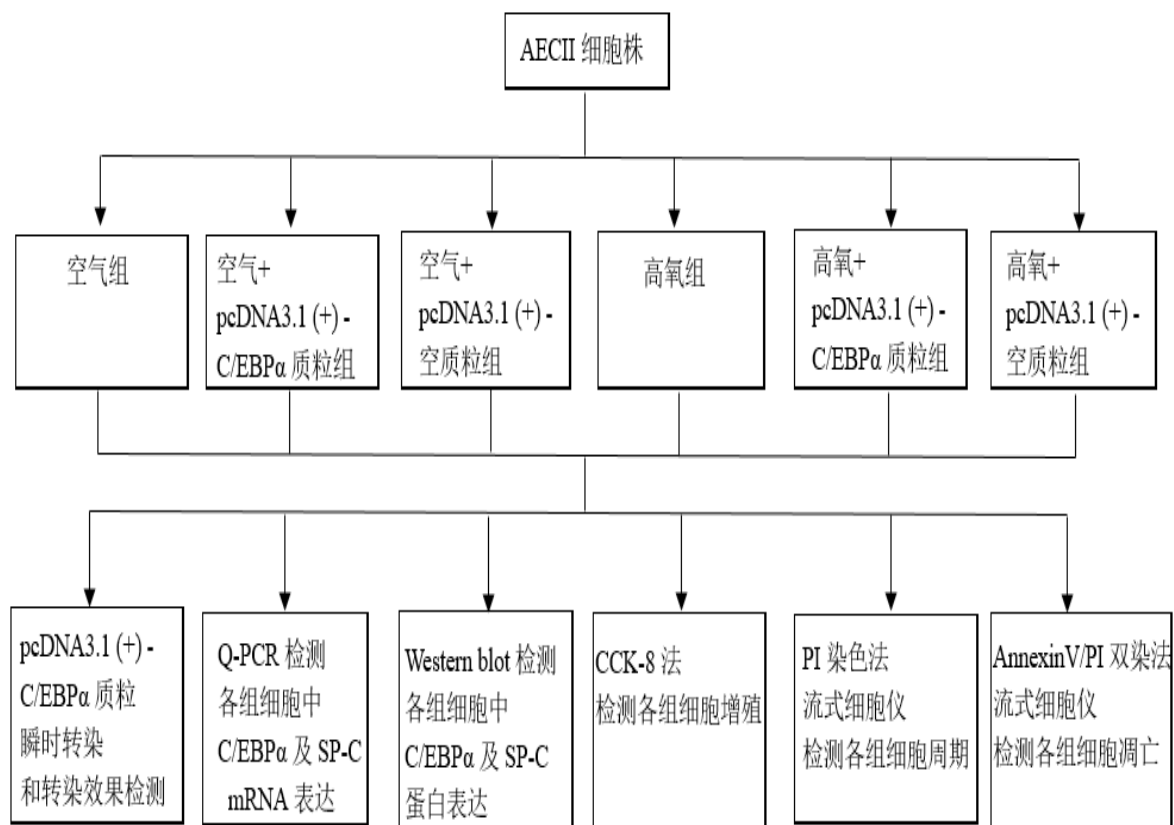 AECII 细胞株
空气组
空气+
pcDNA3.1 (+) -
C/EBPα 质粒组
空气+
pcDNA3.1 (+) -
空质粒组
高氧组
高氧+
pcDNA3.1 (+) -
C/EBPα 质粒组
高氧+
pcDNA3.1 (+) -
空质粒组
pcDNA3.1 (+) -
C/EBPα 质粒
瞬时转染
和转染效果检测
Q-PCR 检测
各组细胞中
C/EBPα 及 SP-C
mRNA 表达
Western blot 检测
各组细胞中
C/EBPα 及 SP-C
蛋白表达
CCK-8 法
检测各组细胞增殖
PI 染色法
流式细胞仪
检测各组细胞周期
AnnexinV/PI 双染法
流式细胞仪
检测各组细胞凋亡